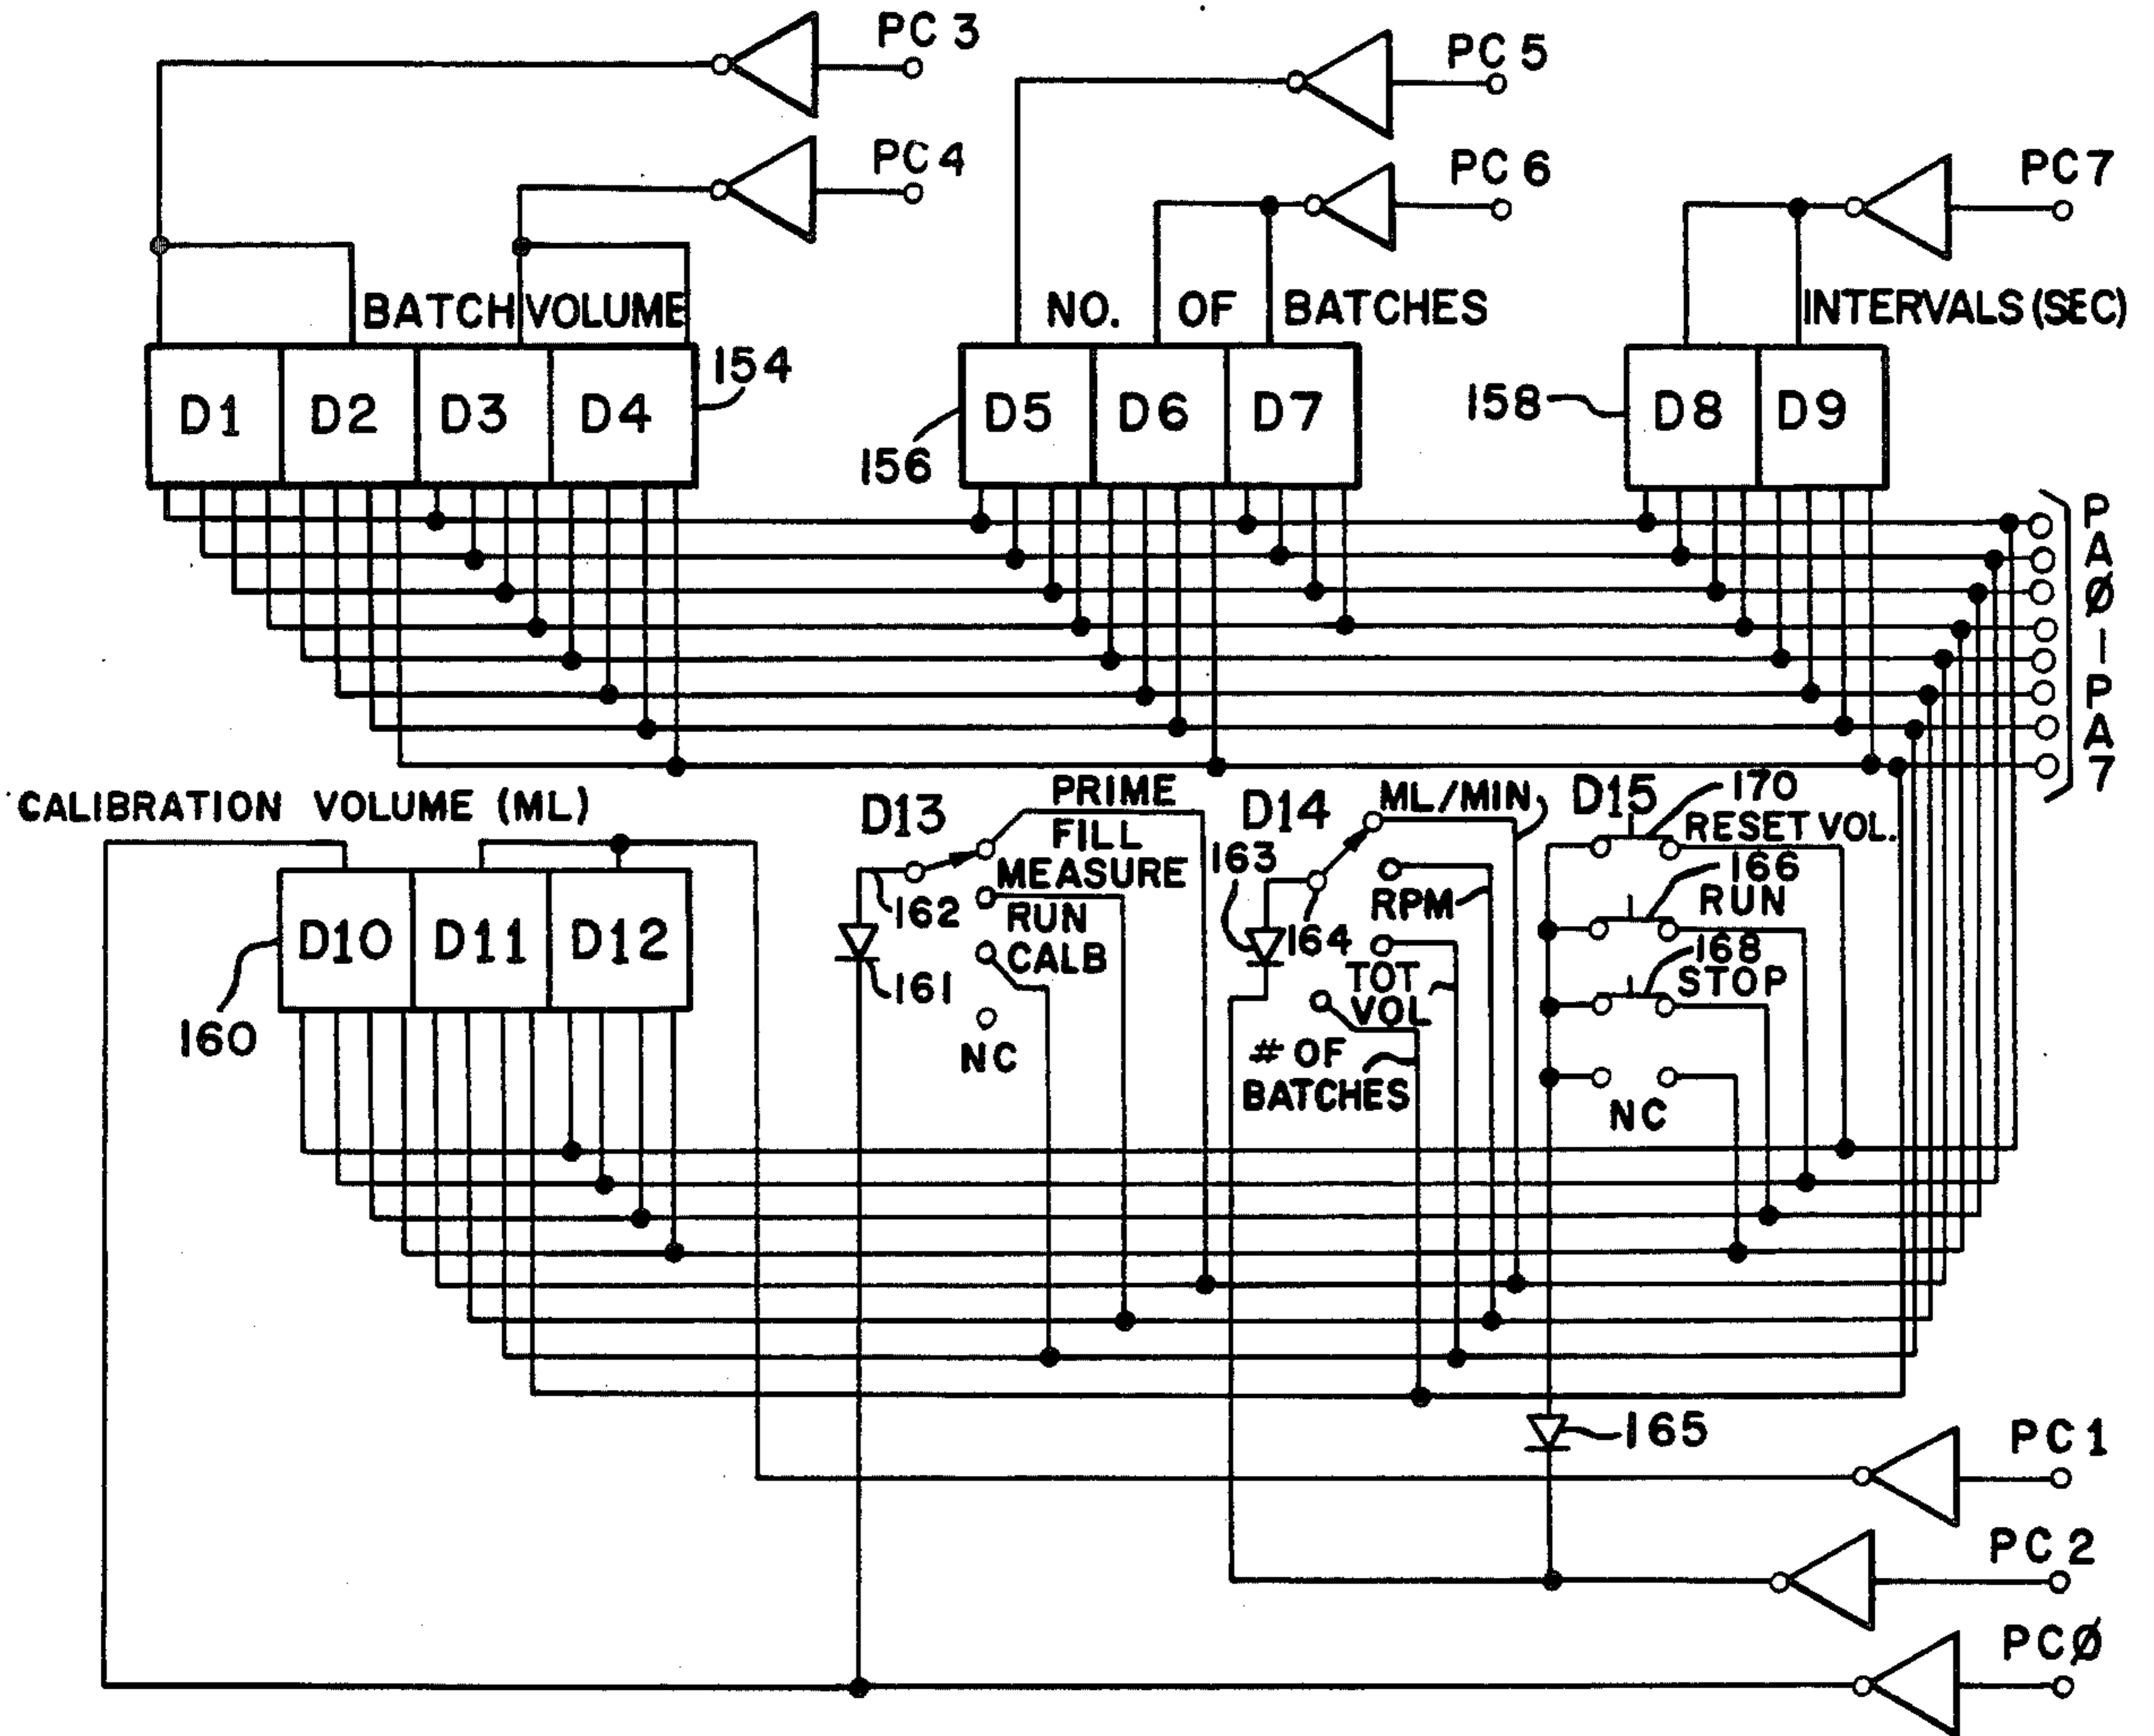 PC 3
PC 5
PC 4
PC 6
PC 7
BATCH VOLUME
NO. OF BATCHES
INTERVALS (SEC)
154
D1 D2 D3 D4
156
D5 D6 D7
158
D8 D9
PAØ-PA7
CALIBRATION VOLUME (ML)
D10 D11 D12
160
D13
PRIME
FILL
MEASURE
RUN
CALB
NC
162
161
D14
ML/MIN
163
164
RPM
TOT
VOL
# OF
BATCHES
D15
170
RESET VOL.
166
RUN
168
STOP
NC
165
PC 1
PC 2
PCØ